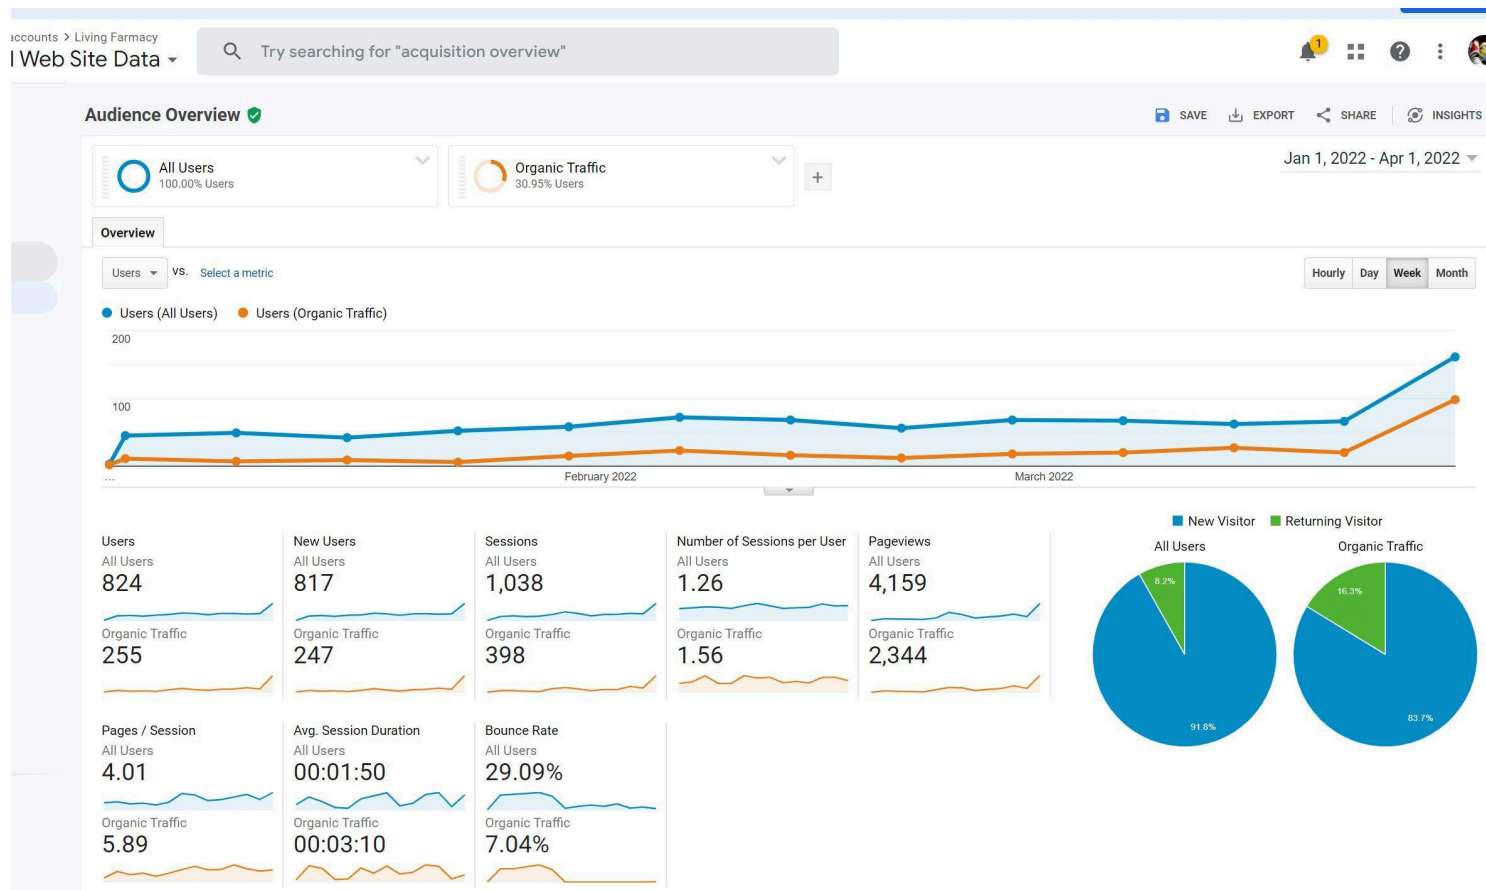 accounts > Living Farmacy
l Web Site Data
Try searching for "acquisition overview"
1
Audience Overview
SAVE
EXPORT
SHARE
INSIGHTS
All Users
100.00% Users
Organic Traffic
30.95% Users
+
Jan 1, 2022 - Apr 1, 2022
Overview
Users
VS.
Select a metric
Hourly
Day
Week
Month
Users (All Users)
Users (Organic Traffic)
200
100
...
February 2022
March 2022
Users
All Users
824
Organic Traffic
255
New Users
All Users
817
Organic Traffic
247
Sessions
All Users
1,038
Organic Traffic
398
Number of Sessions per User
All Users
1.26
Organic Traffic
1.56
Pageviews
All Users
4,159
Organic Traffic
2,344
Pages / Session
All Users
4.01
Organic Traffic
5.89
Avg. Session Duration
All Users
00:01:50
Organic Traffic
00:03:10
Bounce Rate
All Users
29.09%
Organic Traffic
7.04%
New Visitor
Returning Visitor
All Users
8.2%
91.8%
Organic Traffic
16.3%
83.7%